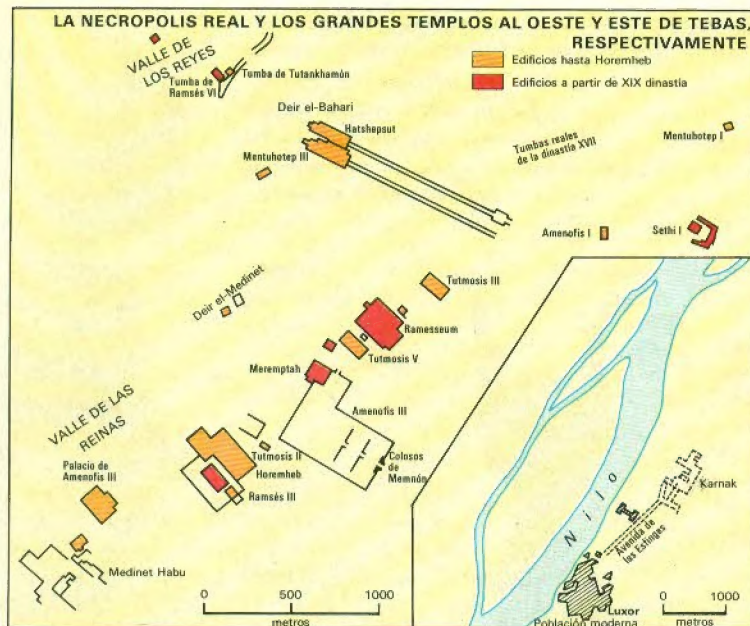 LA NECROPOLIS REAL Y LOS GRANDES TEMPLOS AL OESTE Y ESTE DE TEBAS,
RESPECTIVAMENTE
Edificios hasta Horemheb
Edificios a partir de XIX dinastía
VALLE DE
LOS REYES
Tumba de
Ramsés VI
Tumba de Tutankhamón
Deir el-Bahari
Hatshepsut
Mentuhotep III
Tumbas reales
de la dinastía XVII
Mentuhotep I
Amenofis I
Sethi I
Deir el-Medinet
Tutmosis III
Ramesseum
Tutmosis V
Meremptah
Amenofis III
Colosos
de
Memnón
VALLE DE LAS
REINAS
Palacio de
Amenofis III
Tutmosis II
Horemheb
Ramsés III
Medinet Habu
0 500 1000
metros
Nilo
Karnak
Avenida de
las Esfinges
Luxor
Población moderna
0 1000
metros